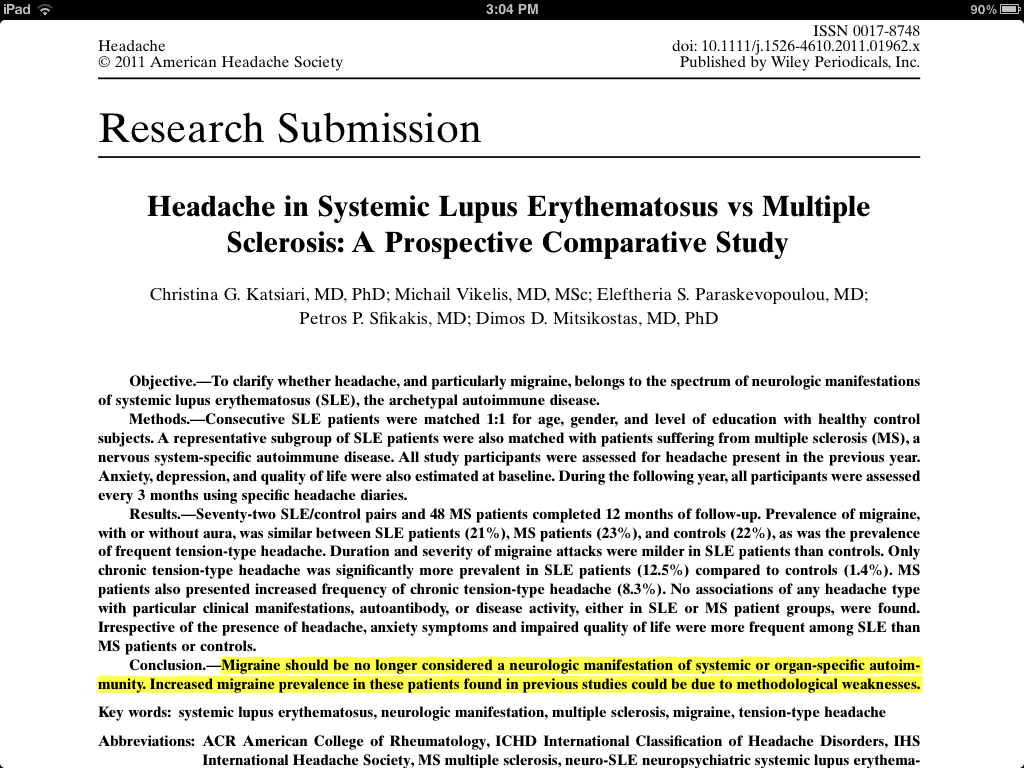 iPad 3:04 PM 90%
ISSN 0017-8748
Headache doi: 10.1111/j.1526-4610.2011.01962.x
© 2011 American Headache Society Published by Wiley Periodicals, Inc.
Research Submission
Headache in Systemic Lupus Erythematosus vs Multiple
Sclerosis: A Prospective Comparative Study
Christina G. Katsiari, MD, PhD; Michail Vikelis, MD, MSc; Eleftheria S. Paraskevopoulou, MD;
Petros P. Sfikakis, MD; Dimos D. Mitsikostas, MD, PhD
Objective.—To clarify whether headache, and particularly migraine, belongs to the spectrum of neurologic manifestations
of systemic lupus erythematosus (SLE), the archetypal autoimmune disease.
Methods.—Consecutive SLE patients were matched 1:1 for age, gender, and level of education with healthy control
subjects. A representative subgroup of SLE patients were also matched with patients suffering from multiple sclerosis (MS), a
nervous system-specific autoimmune disease. All study participants were assessed for headache present in the previous year.
Anxiety, depression, and quality of life were also estimated at baseline. During the following year, all participants were assessed
every 3 months using specific headache diaries.
Results.—Seventy-two SLE/control pairs and 48 MS patients completed 12 months of follow-up. Prevalence of migraine,
with or without aura, was similar between SLE patients (21%), MS patients (23%), and controls (22%), as was the prevalence
of frequent tension-type headache. Duration and severity of migraine attacks were milder in SLE patients than controls. Only
chronic tension-type headache was significantly more prevalent in SLE patients (12.5%) compared to controls (1.4%). MS
patients also presented increased frequency of chronic tension-type headache (8.3%). No associations of any headache type
with particular clinical manifestations, autoantibody, or disease activity, either in SLE or MS patient groups, were found.
Irrespective of the presence of headache, anxiety symptoms and impaired quality of life were more frequent among SLE than
MS patients or controls.
Conclusion.—Migraine should be no longer considered a neurologic manifestation of systemic or organ-specific autoim-
munity. Increased migraine prevalence in these patients found in previous studies could be due to methodological weaknesses.
Key words: systemic lupus erythematosus, neurologic manifestation, multiple sclerosis, migraine, tension-type headache
Abbreviations: ACR American College of Rheumatology, ICHD International Classification of Headache Disorders, IHS
International Headache Society, MS multiple sclerosis, neuro-SLE neuropsychiatric systemic lupus erythema-